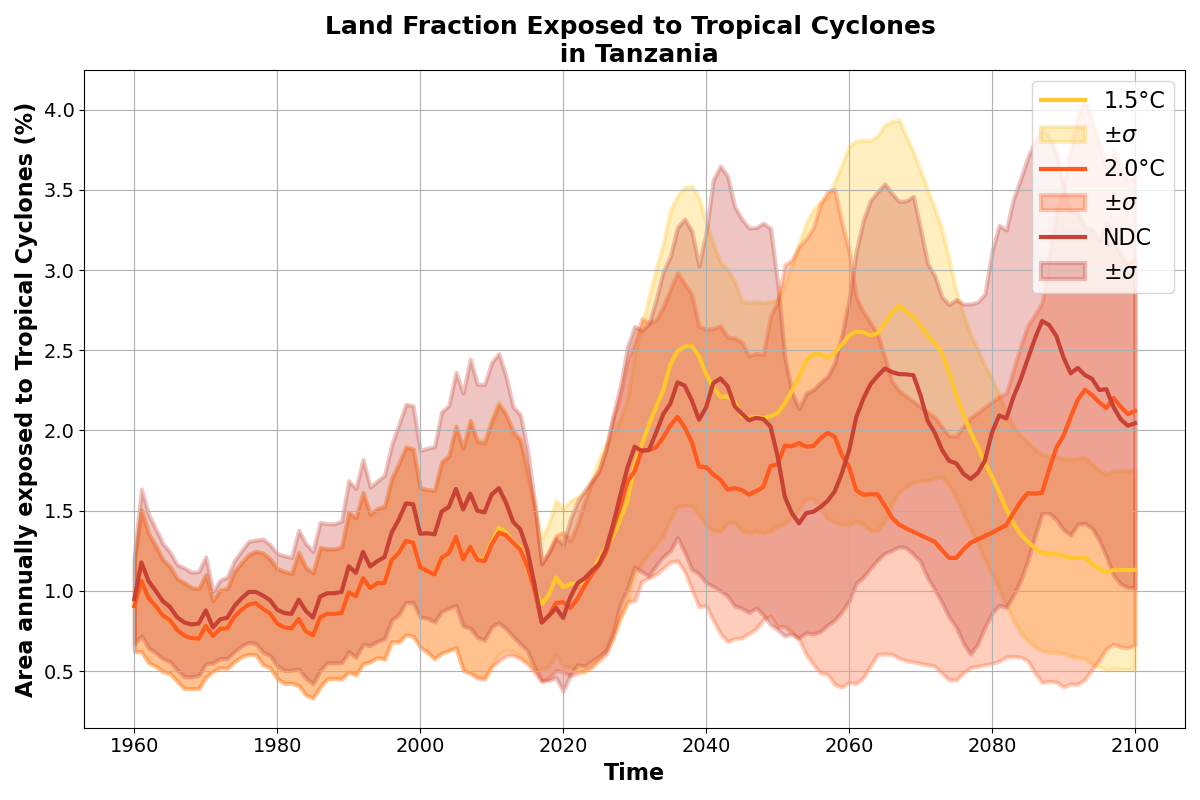 Land Fraction Exposed to Tropical Cyclones
in Tanzania
Area annually exposed to Tropical Cyclones (%)
4.0
3.5
3.0
2.5
2.0
1.5
1.0
0.5
1.5°C
±σ
2.0°C
±σ
NDC
±σ
1960 1980 2000 2020 2040 2060 2080 2100
Time